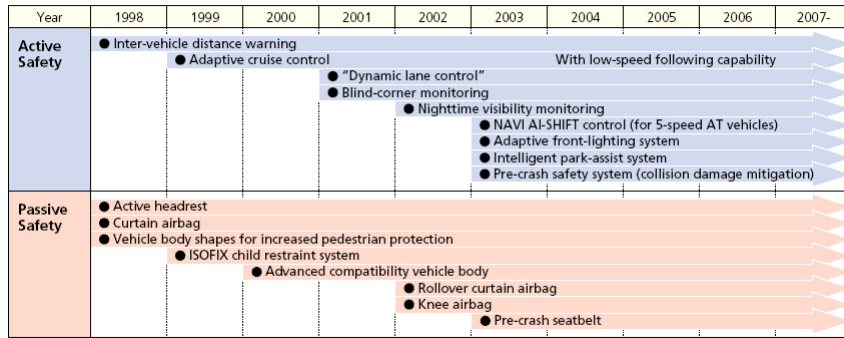 Year 1998 1999 2000 2001 2002 2003 2004 2005 2006 2007-
Active
Safety
● Inter-vehicle distance warning
● Adaptive cruise control With low-speed following capability
● “Dynamic lane control”
● Blind-corner monitoring
● Nighttime visibility monitoring
● NAVI AI-SHIFT control (for 5-speed AT vehicles)
● Adaptive front-lighting system
● Intelligent park-assist system
● Pre-crash safety system (collision damage mitigation)
Passive
Safety
● Active headrest
● Curtain airbag
● Vehicle body shapes for increased pedestrian protection
● ISOFIX child restraint system
● Advanced compatibility vehicle body
● Rollover curtain airbag
● Knee airbag
● Pre-crash seatbelt